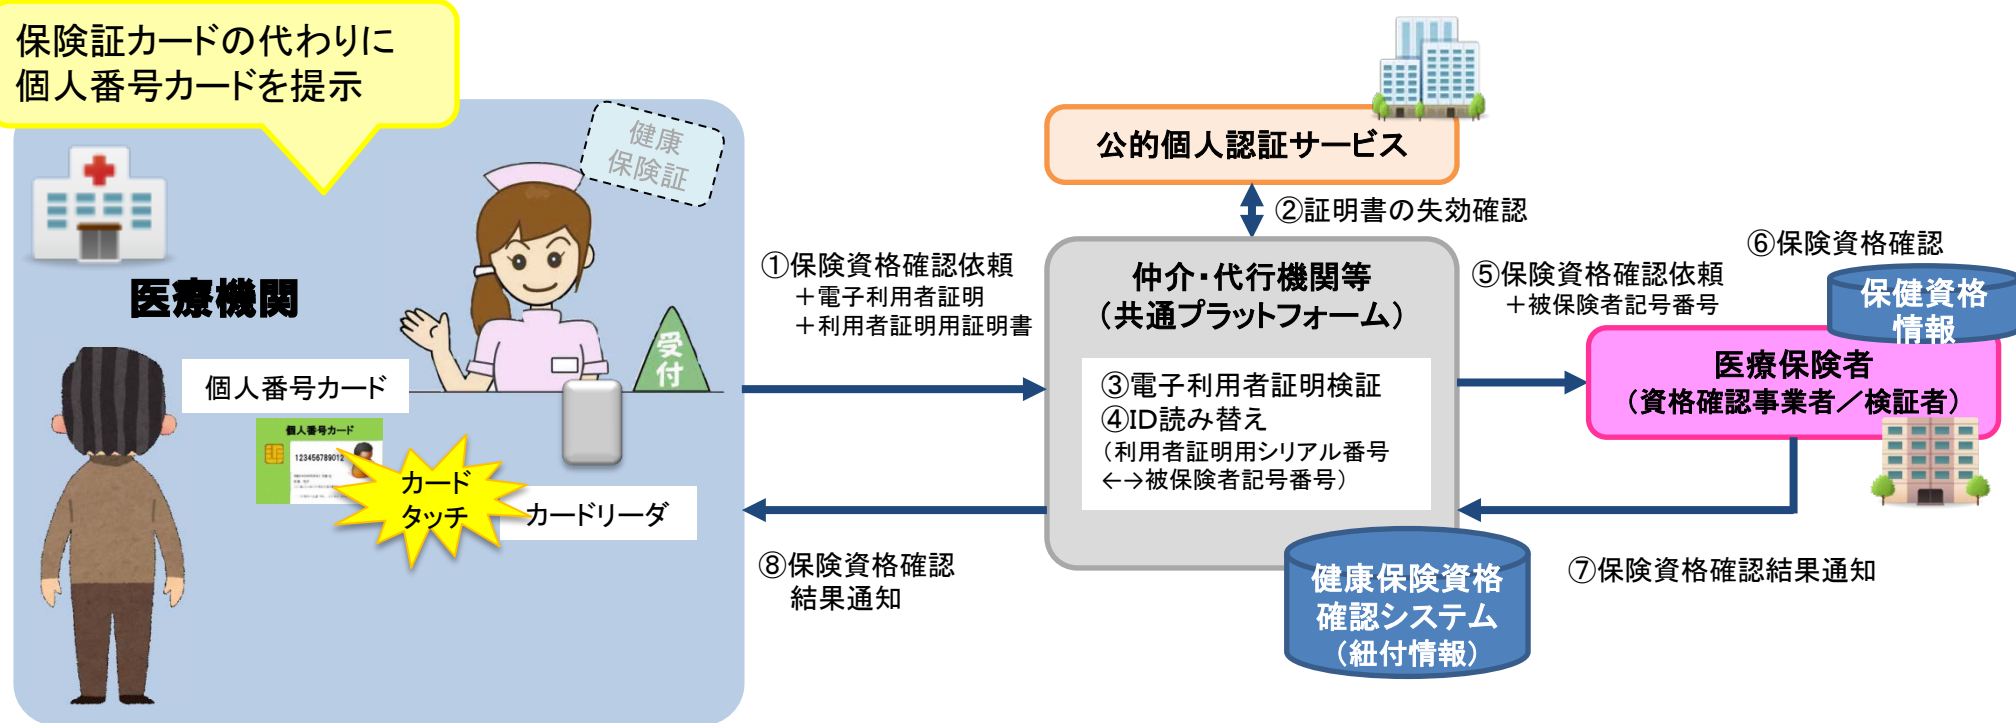 保険証カードの代わりに
個人番号カードを提示
健康
保険証
医療機関
受
付
個人番号カード
個人番号カード
123456789012
カード
タッチ
カードリーダ
①保険資格確認依頼
＋電子利用者証明
＋利用者証明用証明書
⑧保険資格確認
結果通知
公的個人認証サービス
②証明書の失効確認
仲介・代行機関等
（共通プラットフォーム）
③電子利用者証明検証
④ID読み替え
（利用者証明用シリアル番号
←→被保険者記号番号）
健康保険資格
確認システム
（紐付情報）
⑤保険資格確認依頼
＋被保険者記号番号
⑥保険資格確認
保健資格
情報
医療保険者
（資格確認事業者／検証者）
⑦保険資格確認結果通知